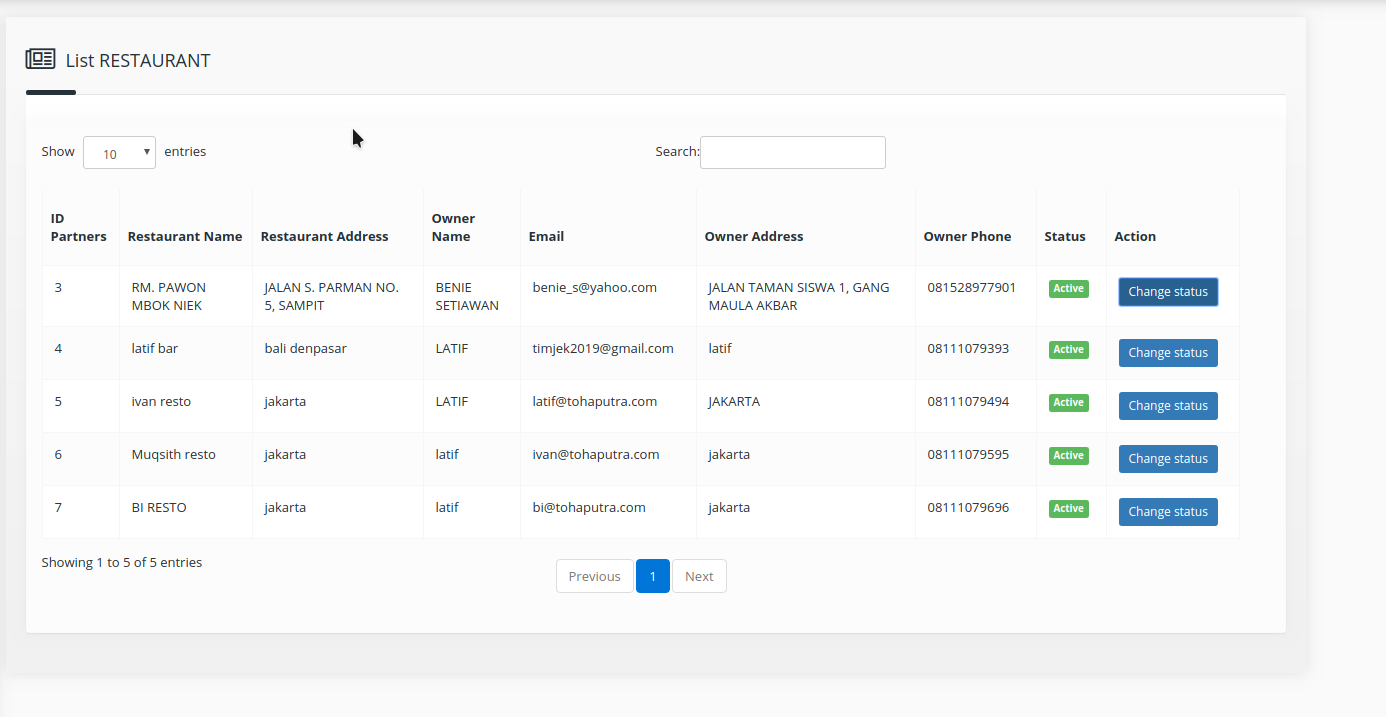 List RESTAURANT
Show 10 entries Search:
ID Partners Restaurant Name Restaurant Address Owner Name Email Owner Address Owner Phone Status Action
3 RM. PAWON MBOK NIEK JALAN S. PARMAN NO. 5, SAMPIT BENIE SETIAWAN benie_s@yahoo.com JALAN TAMAN SISWA 1, GANG MAULA AKBAR 081528977901 Active Change status
4 latif bar bali denpasar LATIF timjek2019@gmail.com latif 08111079393 Active Change status
5 ivan resto jakarta LATIF latif@tohaputra.com JAKARTA 08111079494 Active Change status
6 Muqsith resto jakarta latif ivan@tohaputra.com jakarta 08111079595 Active Change status
7 BI RESTO jakarta latif bi@tohaputra.com jakarta 08111079696 Active Change status
Showing 1 to 5 of 5 entries
Previous 1 Next